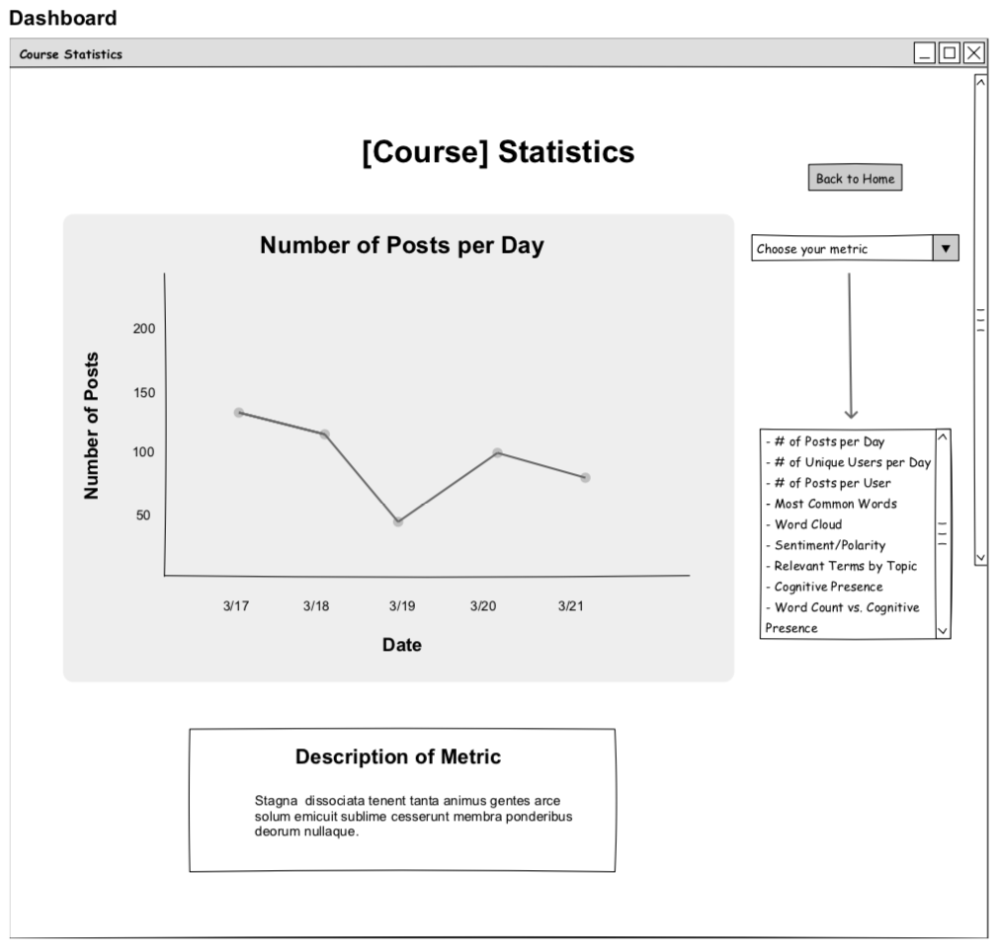 Dashboard
Course Statistics
[Course] Statistics
Back to Home
Number of Posts per Day
Choose your metric
Number of Posts
200
150
100
50
3/17
3/18
3/19
3/20
3/21
Date
- # of Posts per Day
- # of Unique Users per Day
- # of Posts per User
- Most Common Words
- Word Cloud
- Sentiment/Polarity
- Relevant Terms by Topic
- Cognitive Presence
- Word Count vs. Cognitive
Presence
Description of Metric
Stagna dissociata tenent tanta animus gentes arce
solum emicuit sublime cesserunt membra ponderibus
deorum nullaque.